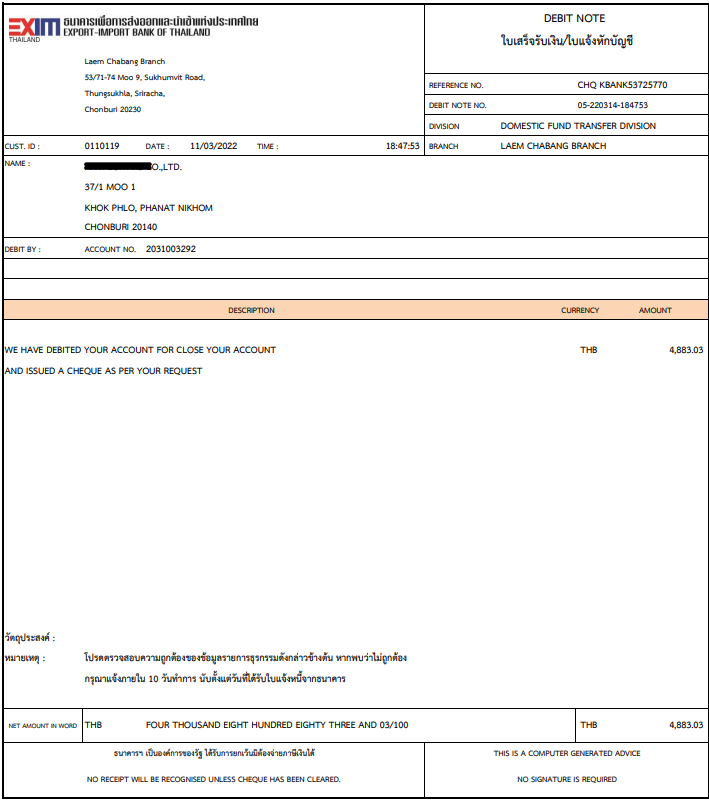 EXIM
THAILAND
ธนาคารเพื่อการส่งออกและนำเข้าแห่งประเทศไทย
EXPORT-IMPORT BANK OF THAILAND
Laem Chabang Branch
53/71-74 Moo 9, Sukhumvit Road,
Thungsukhla, Sriracha,
Chonburi 20230
DEBIT NOTE
ใบเสร็จรับเงิน/ใบแจ้งหักบัญชี
REFERENCE NO. CHQ KBANK53725770
DEBIT NOTE NO. 05-220314-184753
DIVISION DOMESTIC FUND TRANSFER DIVISION
CUST. ID : 0110119 DATE : 11/03/2022 TIME : 18:47:53
BRANCH LAEM CHABANG BRANCH
NAME : O.,LTD.
37/1 MOO 1
KHOK PHLO, PHANAT NIKHOM
CHONBURI 20140
DEBIT BY : ACCOUNT NO. 2031003292
DESCRIPTION CURRENCY AMOUNT
WE HAVE DEBITED YOUR ACCOUNT FOR CLOSE YOUR ACCOUNT THB 4,883.03
AND ISSUED A CHEQUE AS PER YOUR REQUEST
วัตถุประสงค์ :
หมายเหตุ : โปรดตรวจสอบความถูกต้องของข้อมูลรายการธุรกรรมดังกล่าวข้างต้น หากพบว่าไม่ถูกต้อง
กรุณาแจ้งภายใน 10 วันทำการ นับตั้งแต่วันที่ได้รับใบแจ้งหนี้จากธนาคาร
NET AMOUNT IN WORD THB FOUR THOUSAND EIGHT HUNDRED EIGHTY THREE AND 03/100 THB 4,883.03
ธนาคารฯ เป็นองค์การของรัฐ ได้รับการยกเว้นมิต้องจ่ายภาษีเงินได้
NO RECEIPT WILL BE RECOGNISED UNLESS CHEQUE HAS BEEN CLEARED.
THIS IS A COMPUTER GENERATED ADVICE
NO SIGNATURE IS REQUIRED